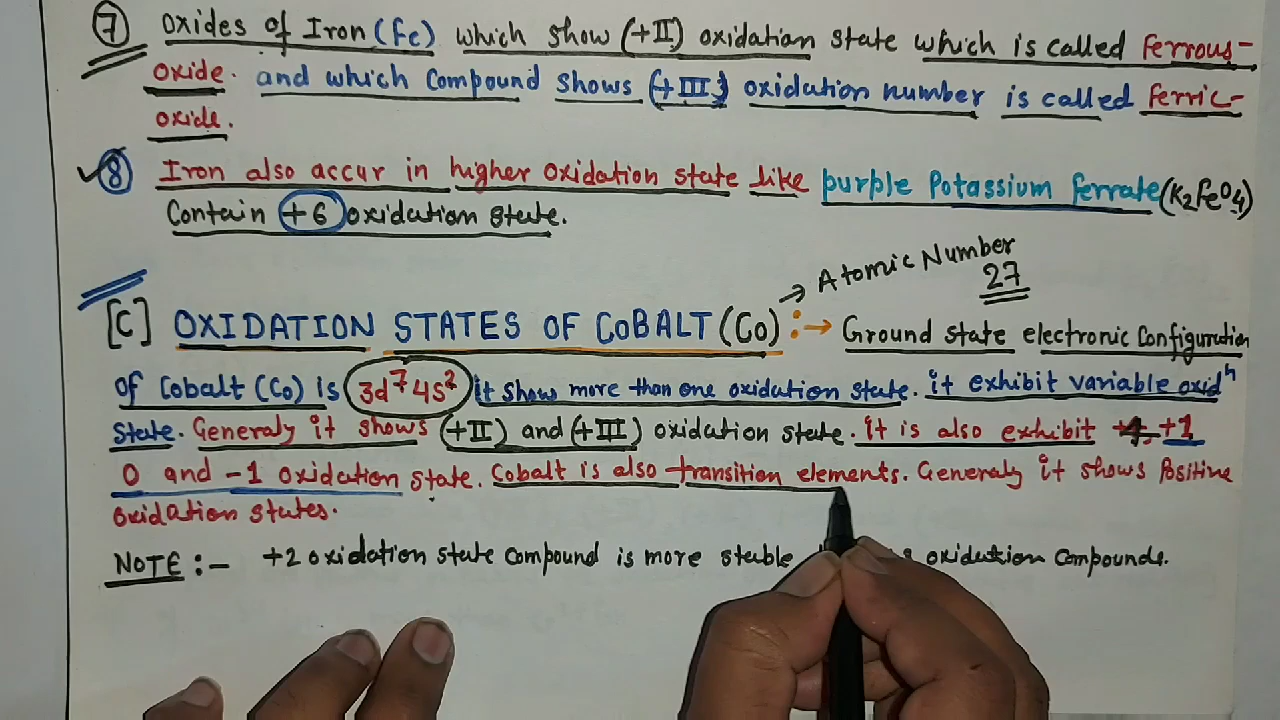 ⑦ Oxides of Iron (Fe) which show (+II) oxidation state which is called Ferrous-
oxide. and which compound shows (+III) oxidation number is called Ferric-
oxide.
⑧ Iron also accur in higher oxidation state like purple Potassium Ferrate (K₂FeO₄)
Contain +6 oxidation state.
→ Atomic Number
27
[C] OXIDATION STATES OF COBALT (Co) : → Ground state electronic Configuration
of Cobalt (Co) is 3d⁷ 4s² it show more than one oxidation state. it exhibit variable oxidⁿ
state. Generaly it shows (+II) and (+III) oxidation state. it is also exhibit +1
0 and -1 oxidation state. Cobalt is also transition elements. Generaly it shows Positive
oxidation states.
NOTE :- +2 oxidation state compound is more stable oxidation compounds.